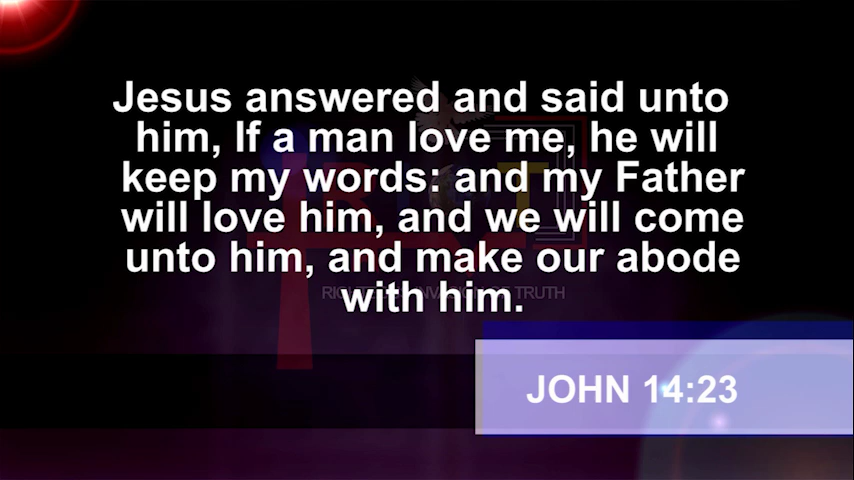 Jesus answered and said unto
him, If a man love me, he will
keep my words: and my Father
will love him, and we will come
unto him, and make our abode
with him.
JOHN 14:23